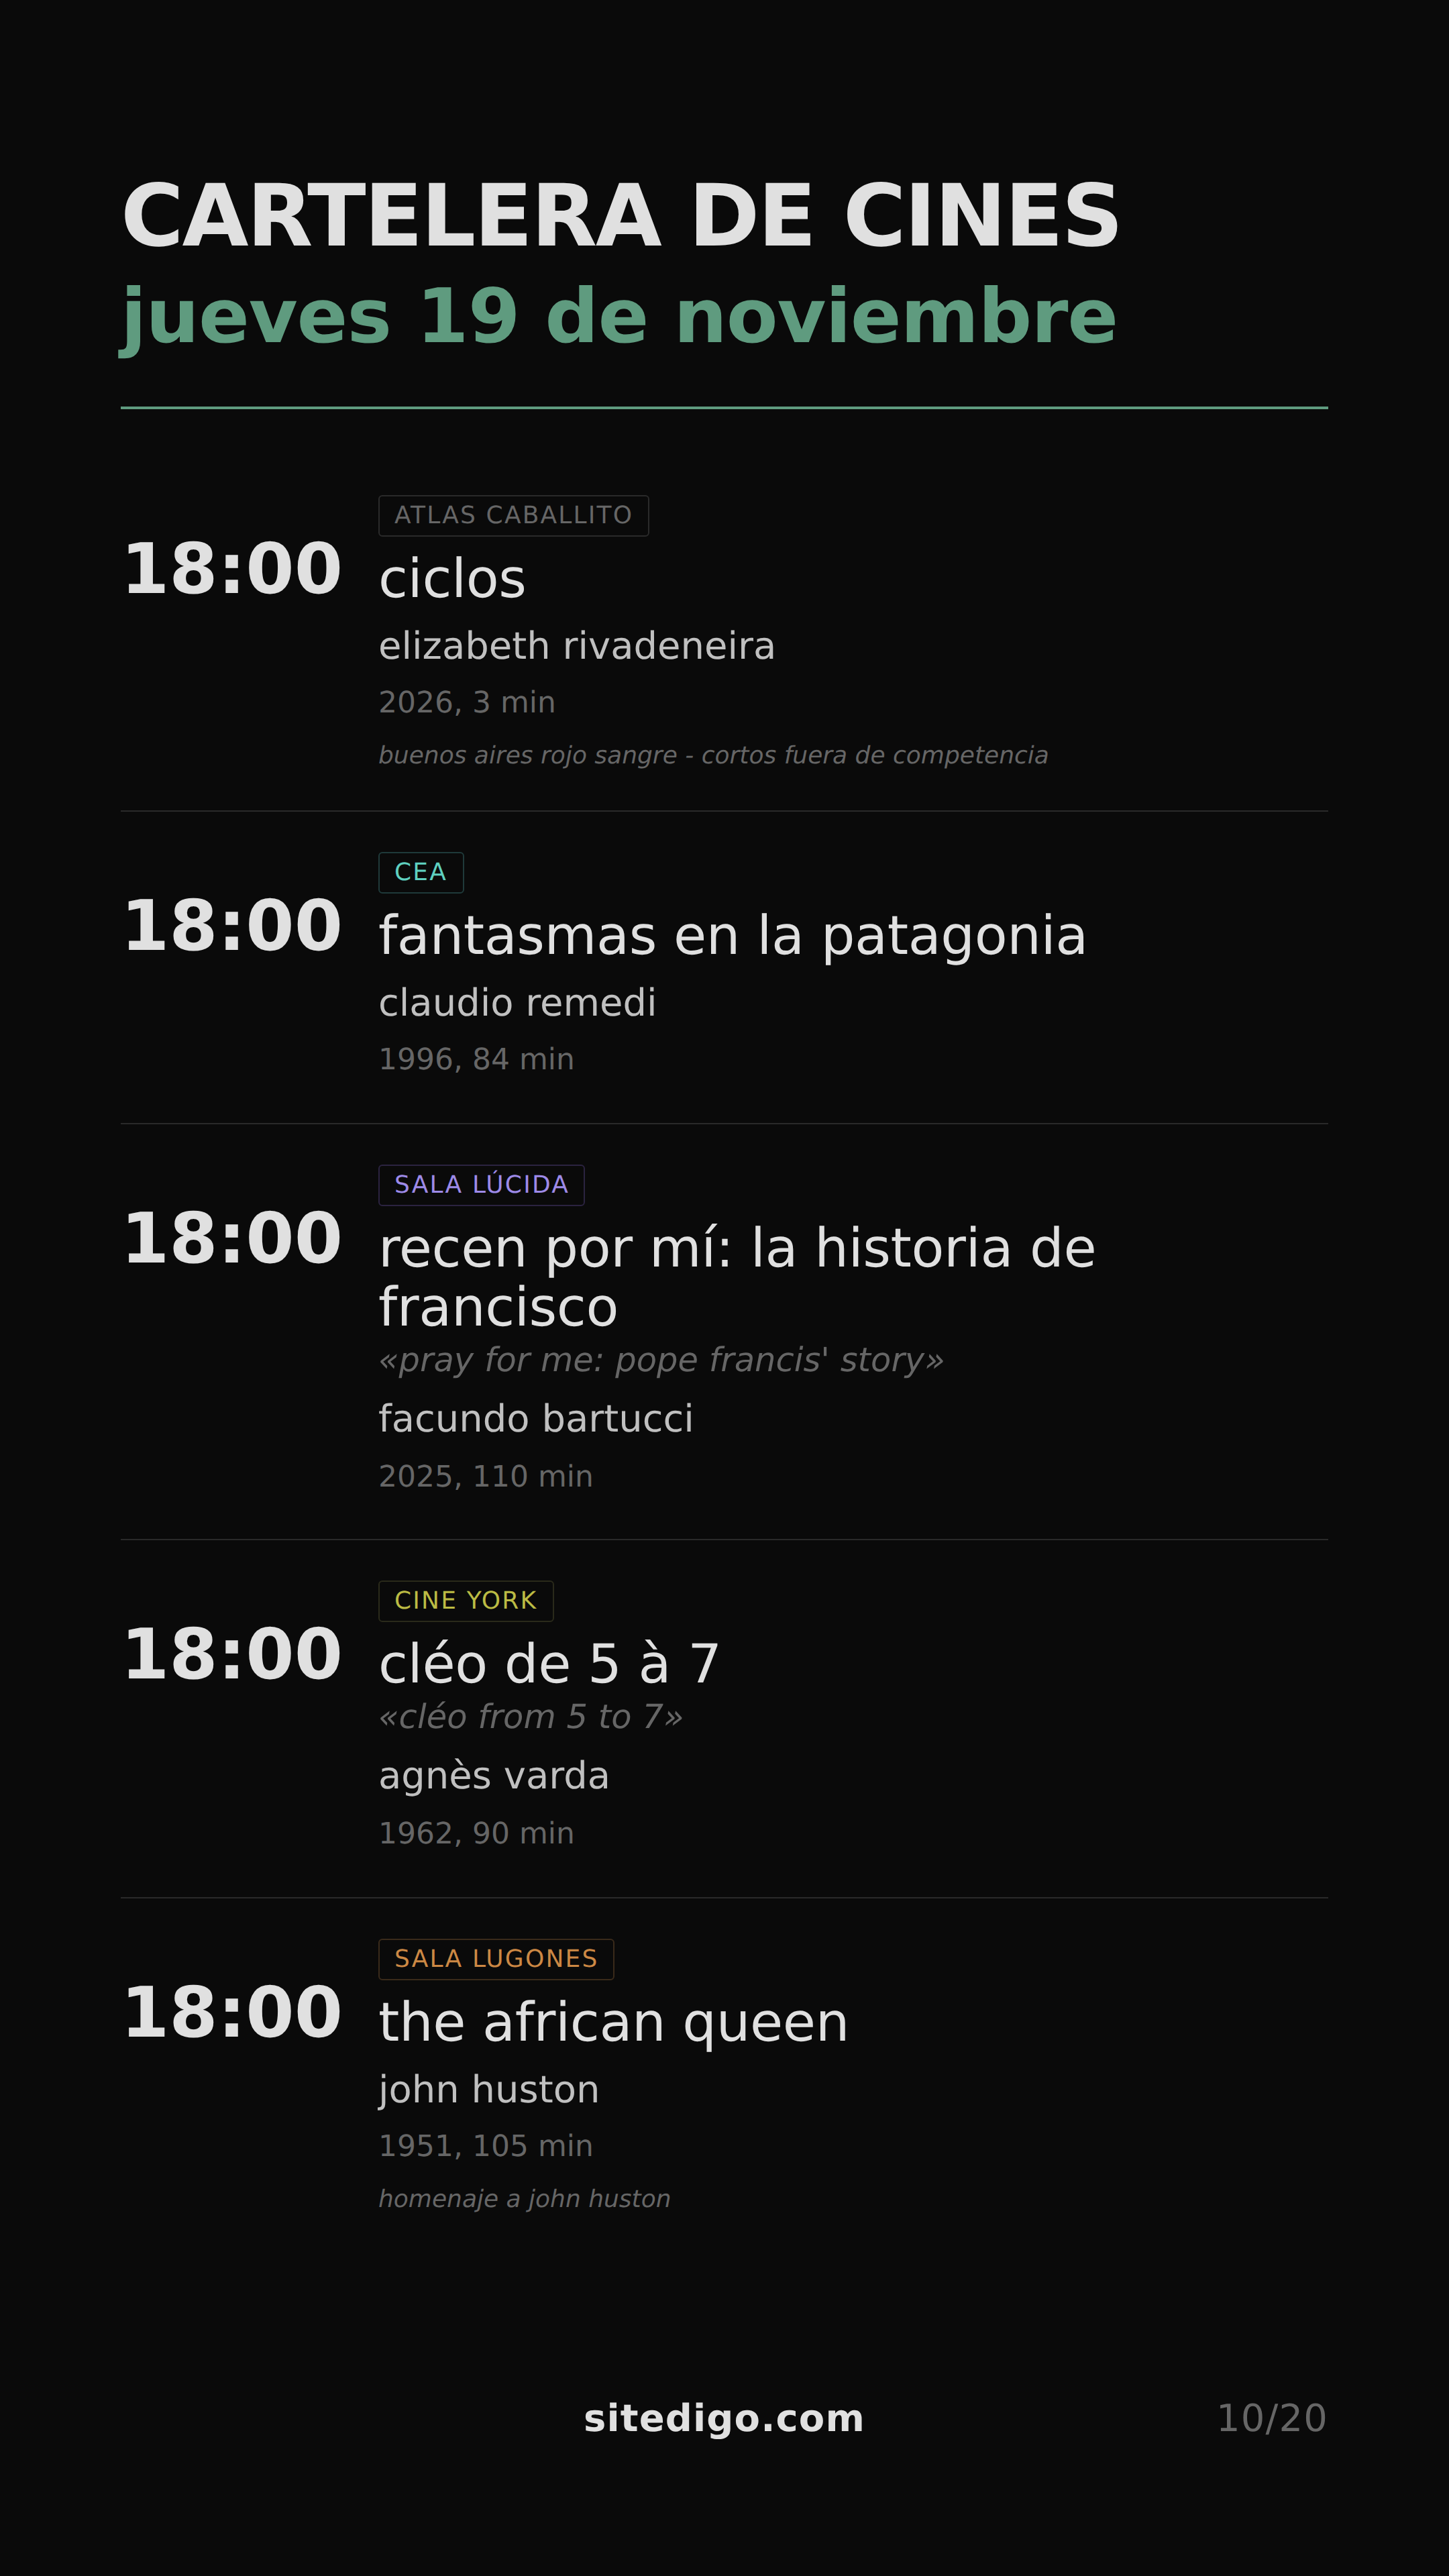 CARTELERA DE CINES
jueves 19 de noviembre
ATLAS CABALLITO
18:00
ciclos
elizabeth rivadeneira
2026, 3 min
buenos aires rojo sangre - cortos fuera de competencia
CEA
18:00
fantasmas en la patagonia
claudio remedi
1996, 84 min
SALA LÚCIDA
18:00
recen por mí: la historia de
francisco
«pray for me: pope francis' story»
facundo bartucci
2025, 110 min
CINE YORK
18:00
cléo de 5 à 7
«cléo from 5 to 7»
agnès varda
1962, 90 min
SALA LUGONES
18:00
the african queen
john huston
1951, 105 min
homenaje a john huston
sitedigo.com
10/20